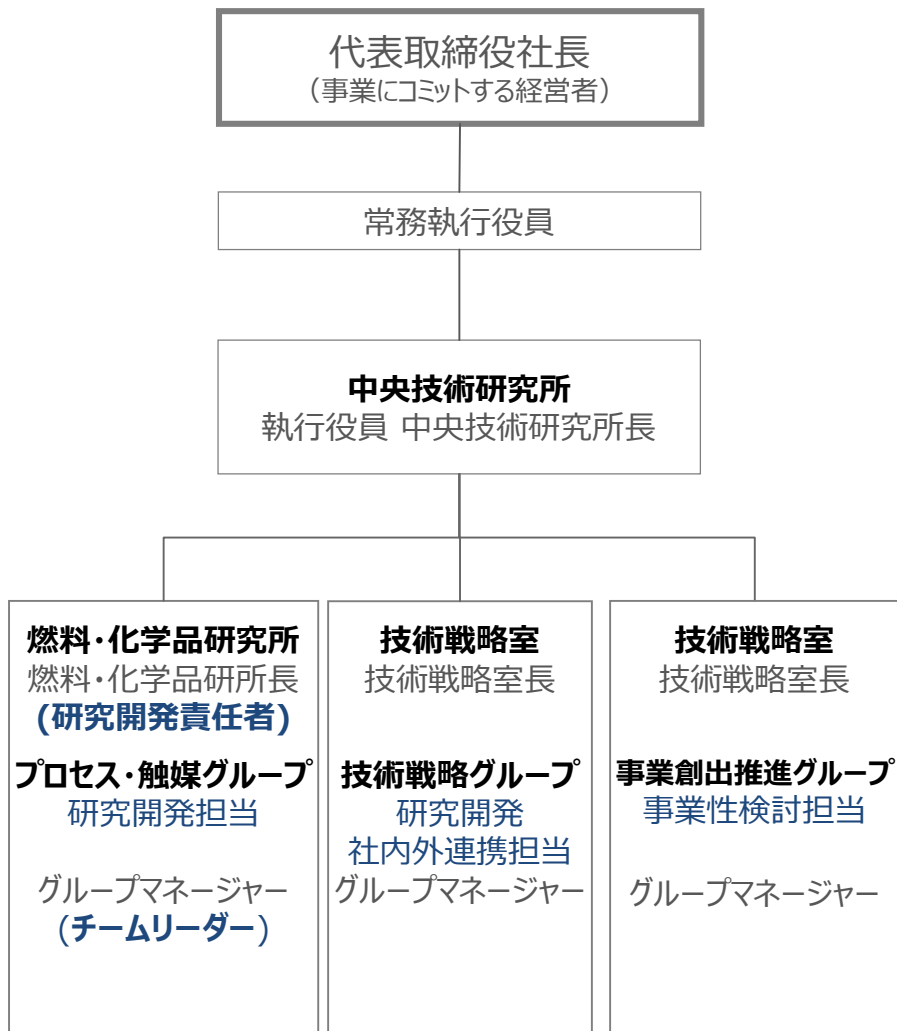 代表取締役社長
（事業にコミットする経営者）
常務執行役員
中央技術研究所
執行役員 中央技術研究所長
燃料・化学品研究所
燃料・化学品研所長
(研究開発責任者)
プロセス・触媒グループ
研究開発担当
グループマネージャー
(チームリーダー)
技術戦略室
技術戦略室長
技術戦略グループ
研究開発
社内外連携担当
グループマネージャー
技術戦略室
技術戦略室長
事業創出推進グループ
事業性検討担当
グループマネージャー